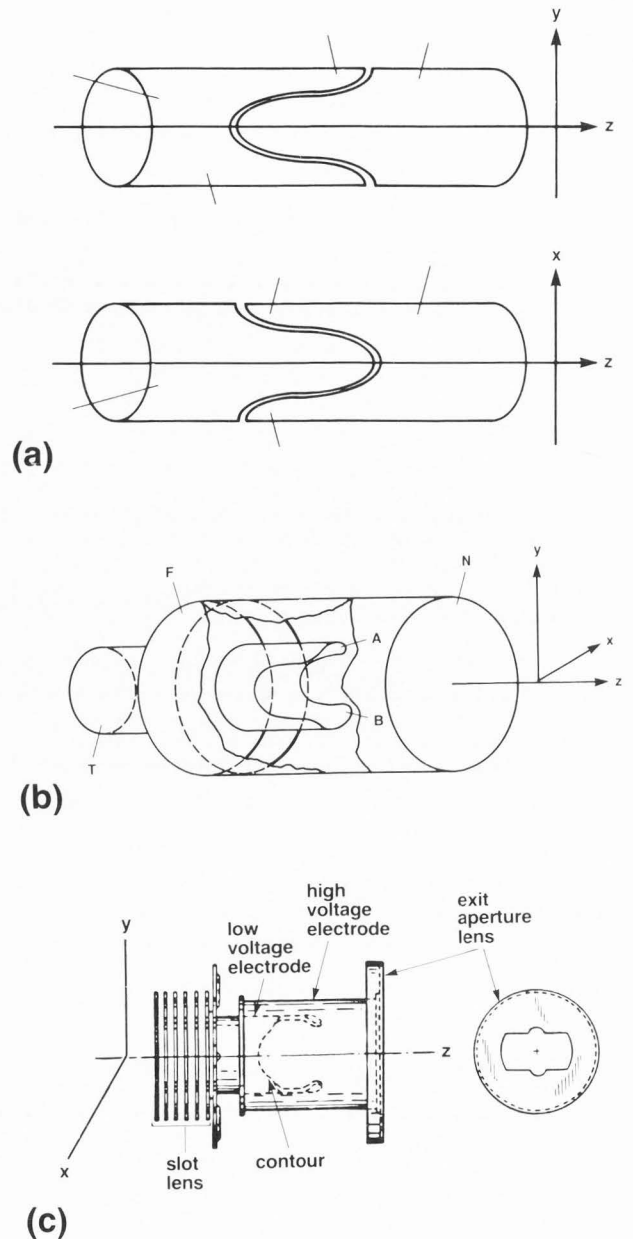 y
z
x
z
(a)
F
N
A
B
T
y
x
z
(b)
y
x
z
low
voltage
electrode
high
voltage
electrode
exit
aperture
lens
slot
lens
contour
(c)